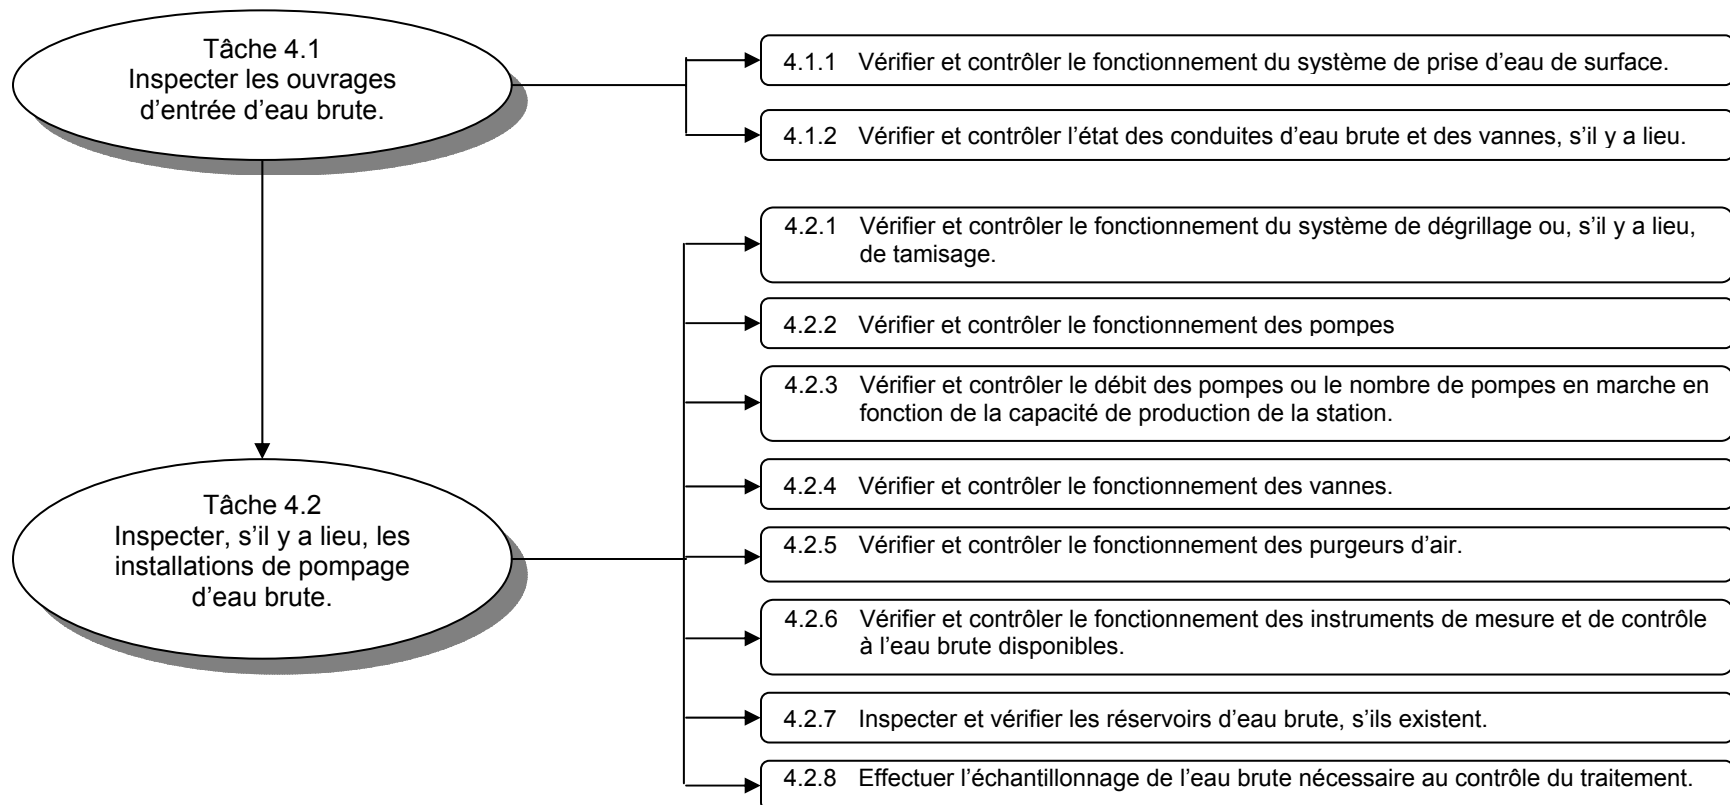 Tâche 4.1
Inspecter les ouvrages
d’entrée d’eau brute.
4.1.1 Vérifier et contrôler le fonctionnement du système de prise d’eau de surface.
4.1.2 Vérifier et contrôler l’état des conduites d’eau brute et des vannes, s’il y a lieu.
Tâche 4.2
Inspecter, s’il y a lieu, les
installations de pompage
d’eau brute.
4.2.1 Vérifier et contrôler le fonctionnement du système de dégrillage ou, s’il y a lieu,
de tamisage.
4.2.2 Vérifier et contrôler le fonctionnement des pompes
4.2.3 Vérifier et contrôler le débit des pompes ou le nombre de pompes en marche en
fonction de la capacité de production de la station.
4.2.4 Vérifier et contrôler le fonctionnement des vannes.
4.2.5 Vérifier et contrôler le fonctionnement des purgeurs d’air.
4.2.6 Vérifier et contrôler le fonctionnement des instruments de mesure et de contrôle
à l’eau brute disponibles.
4.2.7 Inspecter et vérifier les réservoirs d’eau brute, s’ils existent.
4.2.8 Effectuer l’échantillonnage de l’eau brute nécessaire au contrôle du traitement.